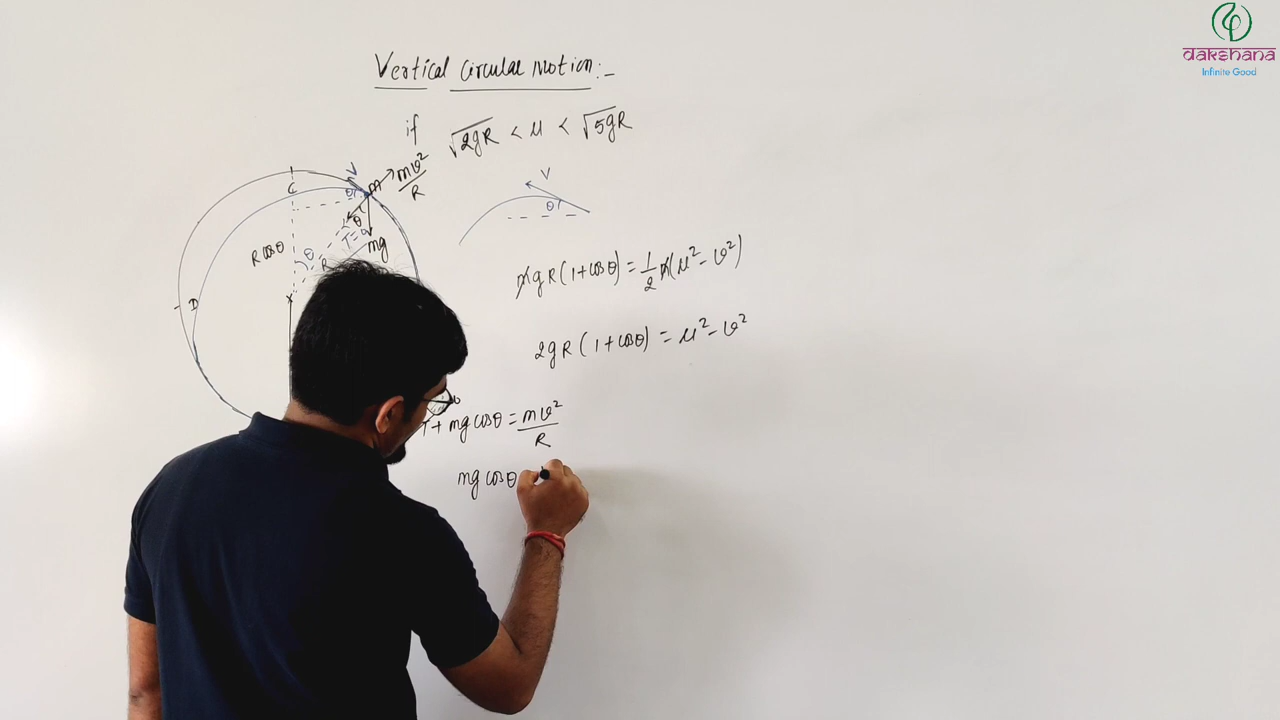 dakshana
Infinite Good
Vertical Circular Motion:-
if √2gR < u < √5gR
V
mv²/R
M
C
θ
θ
T=0
mg
R cosθ
θ
R
D
V
θ
mgR(1+cosθ) = 1/2 m(u² - v²)
2gR(1+cosθ) = u² - v²
T + mg cosθ = mv²/R
mg cosθ